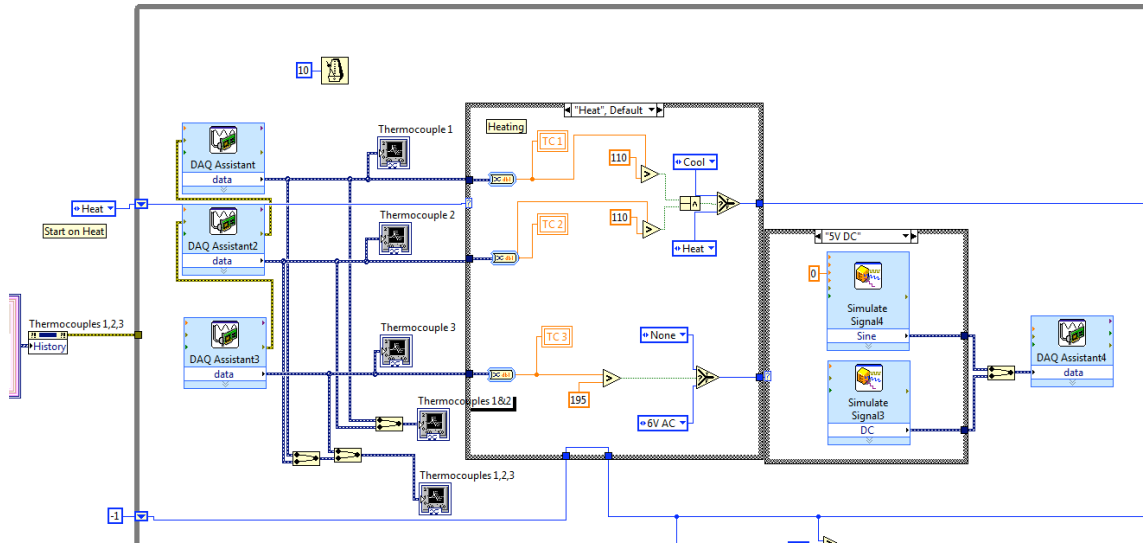 10
"Heat", Default
Heating
Thermocouple 1
TC 1
110
Cool
DAQ Assistant
data
Heat
Start on Heat
Thermocouple 2
TC 2
110
DAQ Assistant2
data
Heat
"5V DC"
0
Simulate
Signal4
Sine
Thermocouples 1,2,3
History
Thermocouple 3
TC 3
None
DAQ Assistant3
data
DAQ Assistant4
data
195
Simulate
Signal3
DC
Thermocouples 1&2
6V AC
Thermocouples 1,2,3
-1